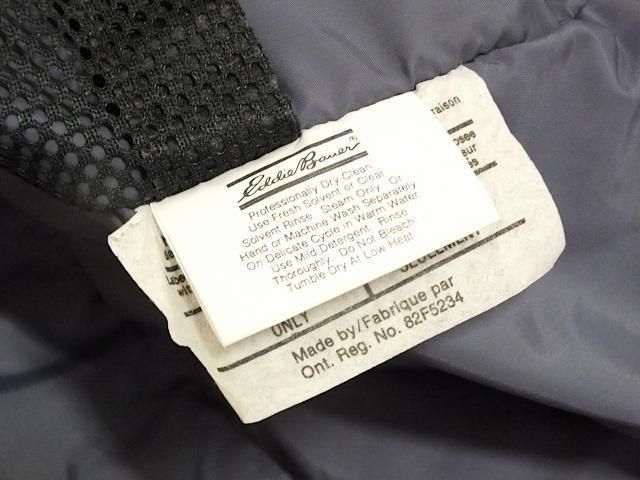 Eddie Bauer®
Professionally Dry Clean.
Use Fresh Solvent or Clear
Solvent Rinse. Steam Only. Or
Hand or Machine Wash Separately
On Delicate Cycle in Warm Water.
Use Mild Detergent. Rinse
Thoroughly. Do Not Bleach.
Tumble Dry At Low Heat.
raison
ONLY
SEULEMENT
Made by/Fabrique par
Ont. Reg. No. 82F5234